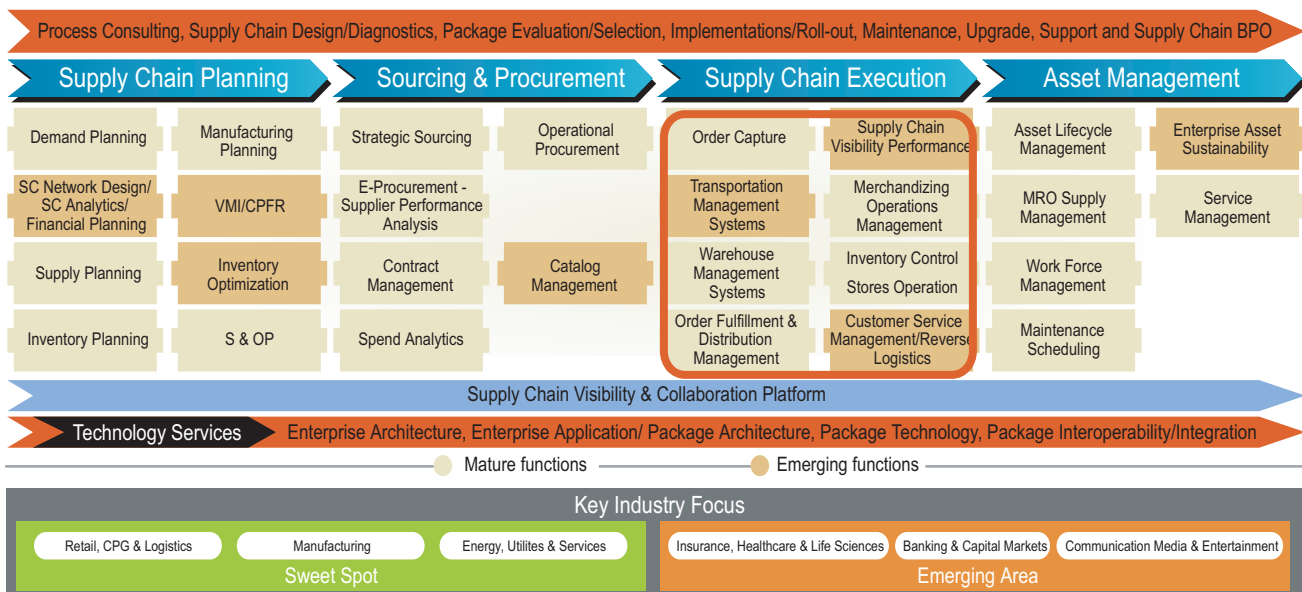 Process Consulting, Supply Chain Design/Diagnostics, Package Evaluation/Selection, Implementations/Roll-out, Maintenance, Upgrade, Support and Supply Chain BPO
Supply Chain Planning
Sourcing & Procurement
Supply Chain Execution
Asset Management
Demand Planning
Manufacturing
Planning
Strategic Sourcing
Operational
Procurement
Order Capture
Supply Chain
Visibility Performance
Asset Lifecycle
Management
Enterprise Asset
Sustainability
SC Network Design/
SC Analytics/
Financial Planning
VMI/CPFR
E-Procurement -
Supplier Performance
Analysis
Transportation
Management
Systems
Merchandizing
Operations
Management
MRO Supply
Management
Service
Management
Supply Planning
Inventory
Optimization
Contract
Management
Catalog
Management
Warehouse
Management
Systems
Inventory Control
Stores Operation
Work Force
Management
Inventory Planning
S & OP
Spend Analytics
Order Fulfillment &
Distribution
Management
Customer Service
Management/Reverse
Logistics
Maintenance
Scheduling
Supply Chain Visibility & Collaboration Platform
Technology Services
Enterprise Architecture, Enterprise Application/ Package Architecture, Package Technology, Package Interoperability/Integration
Mature functions
Emerging functions
Key Industry Focus
Retail, CPG & Logistics
Manufacturing
Energy, Utilites & Services
Insurance, Healthcare & Life Sciences
Banking & Capital Markets
Communication Media & Entertainment
Sweet Spot
Emerging Area